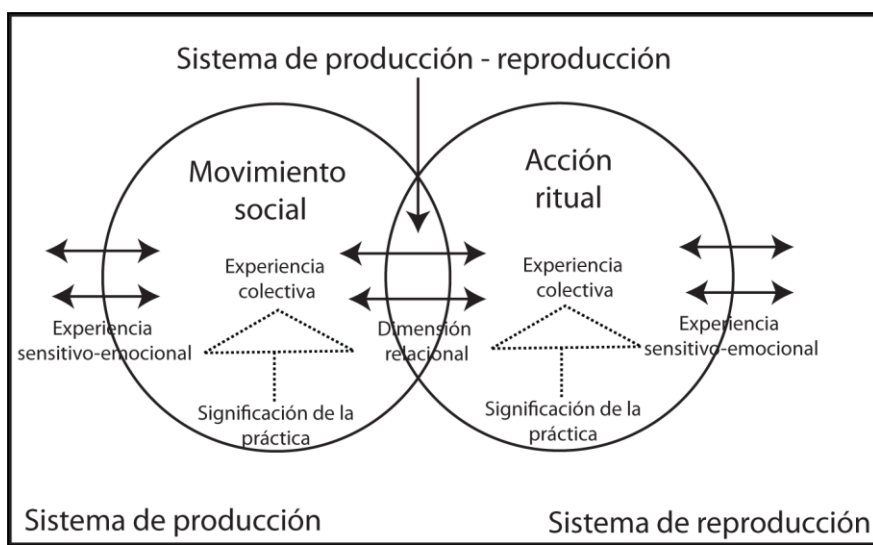 Sistema de producción - reproducción
Movimiento
social
Acción
ritual
Experiencia
colectiva
Experiencia
colectiva
Experiencia
sensitivo-emocional
Dimensión
relacional
Experiencia
sensitivo-emocional
Significación de la
práctica
Significación de la
práctica
Sistema de producción
Sistema de reproducción